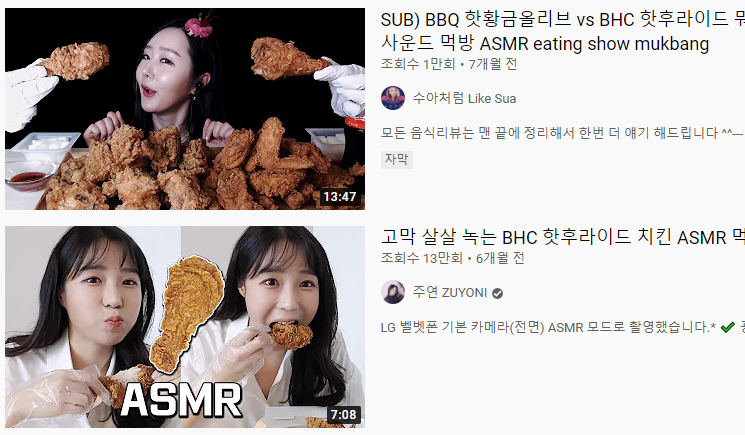 SUB) BBQ 핫황금올리브 vs BHC 핫후라이드
사운드 먹방 ASMR eating show mukbang
조회수 1만회 • 7개월 전
수아처럼 Like Sua
모든 음식리뷰는 맨 끝에 정리해서 한번 더 얘기 해드립니다 ^^---
자막
13:47
고막 살살 녹는 BHC 핫후라이드 치킨 ASMR
조회수 13만회 • 6개월 전
주연 ZUYONI
LG 벨벳폰 기본 카메라(전면) ASMR 모드로 촬영했습니다.* ✔
ASMR
7:08